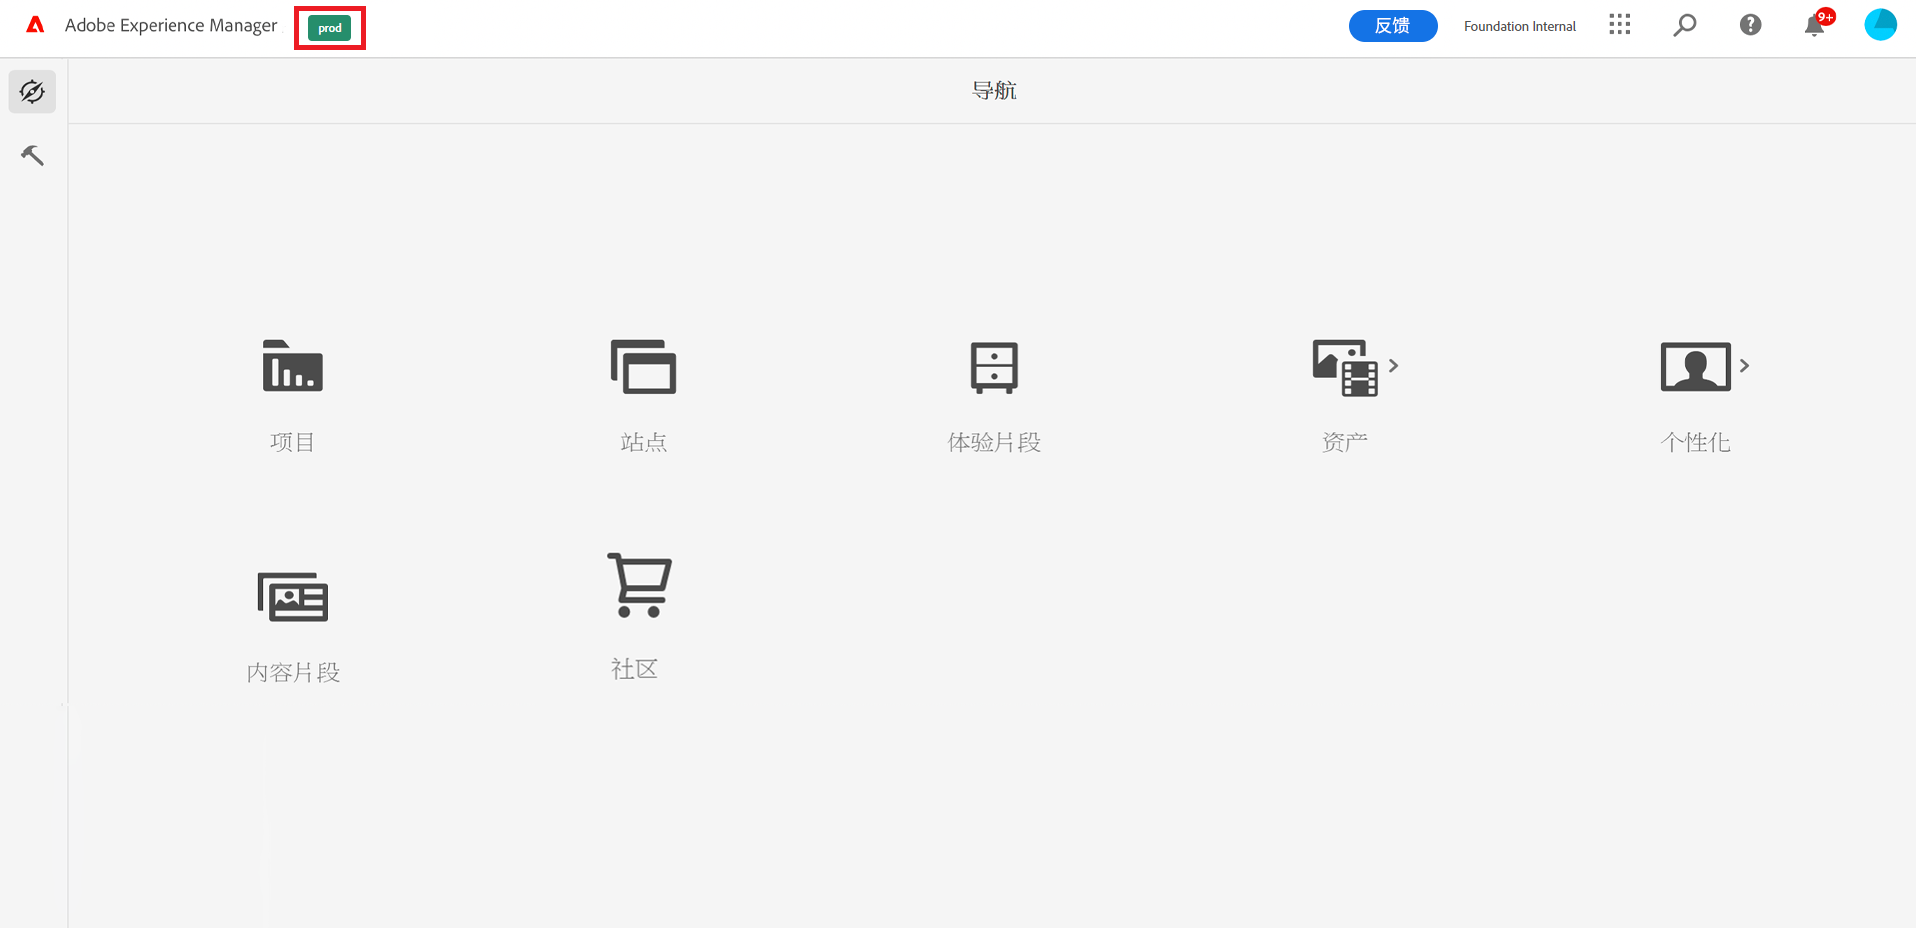 Adobe Experience Manager
prod
反馈
Foundation Internal
9+
导航
项目
站点
体验片段
资产
个性化
内容片段
社区